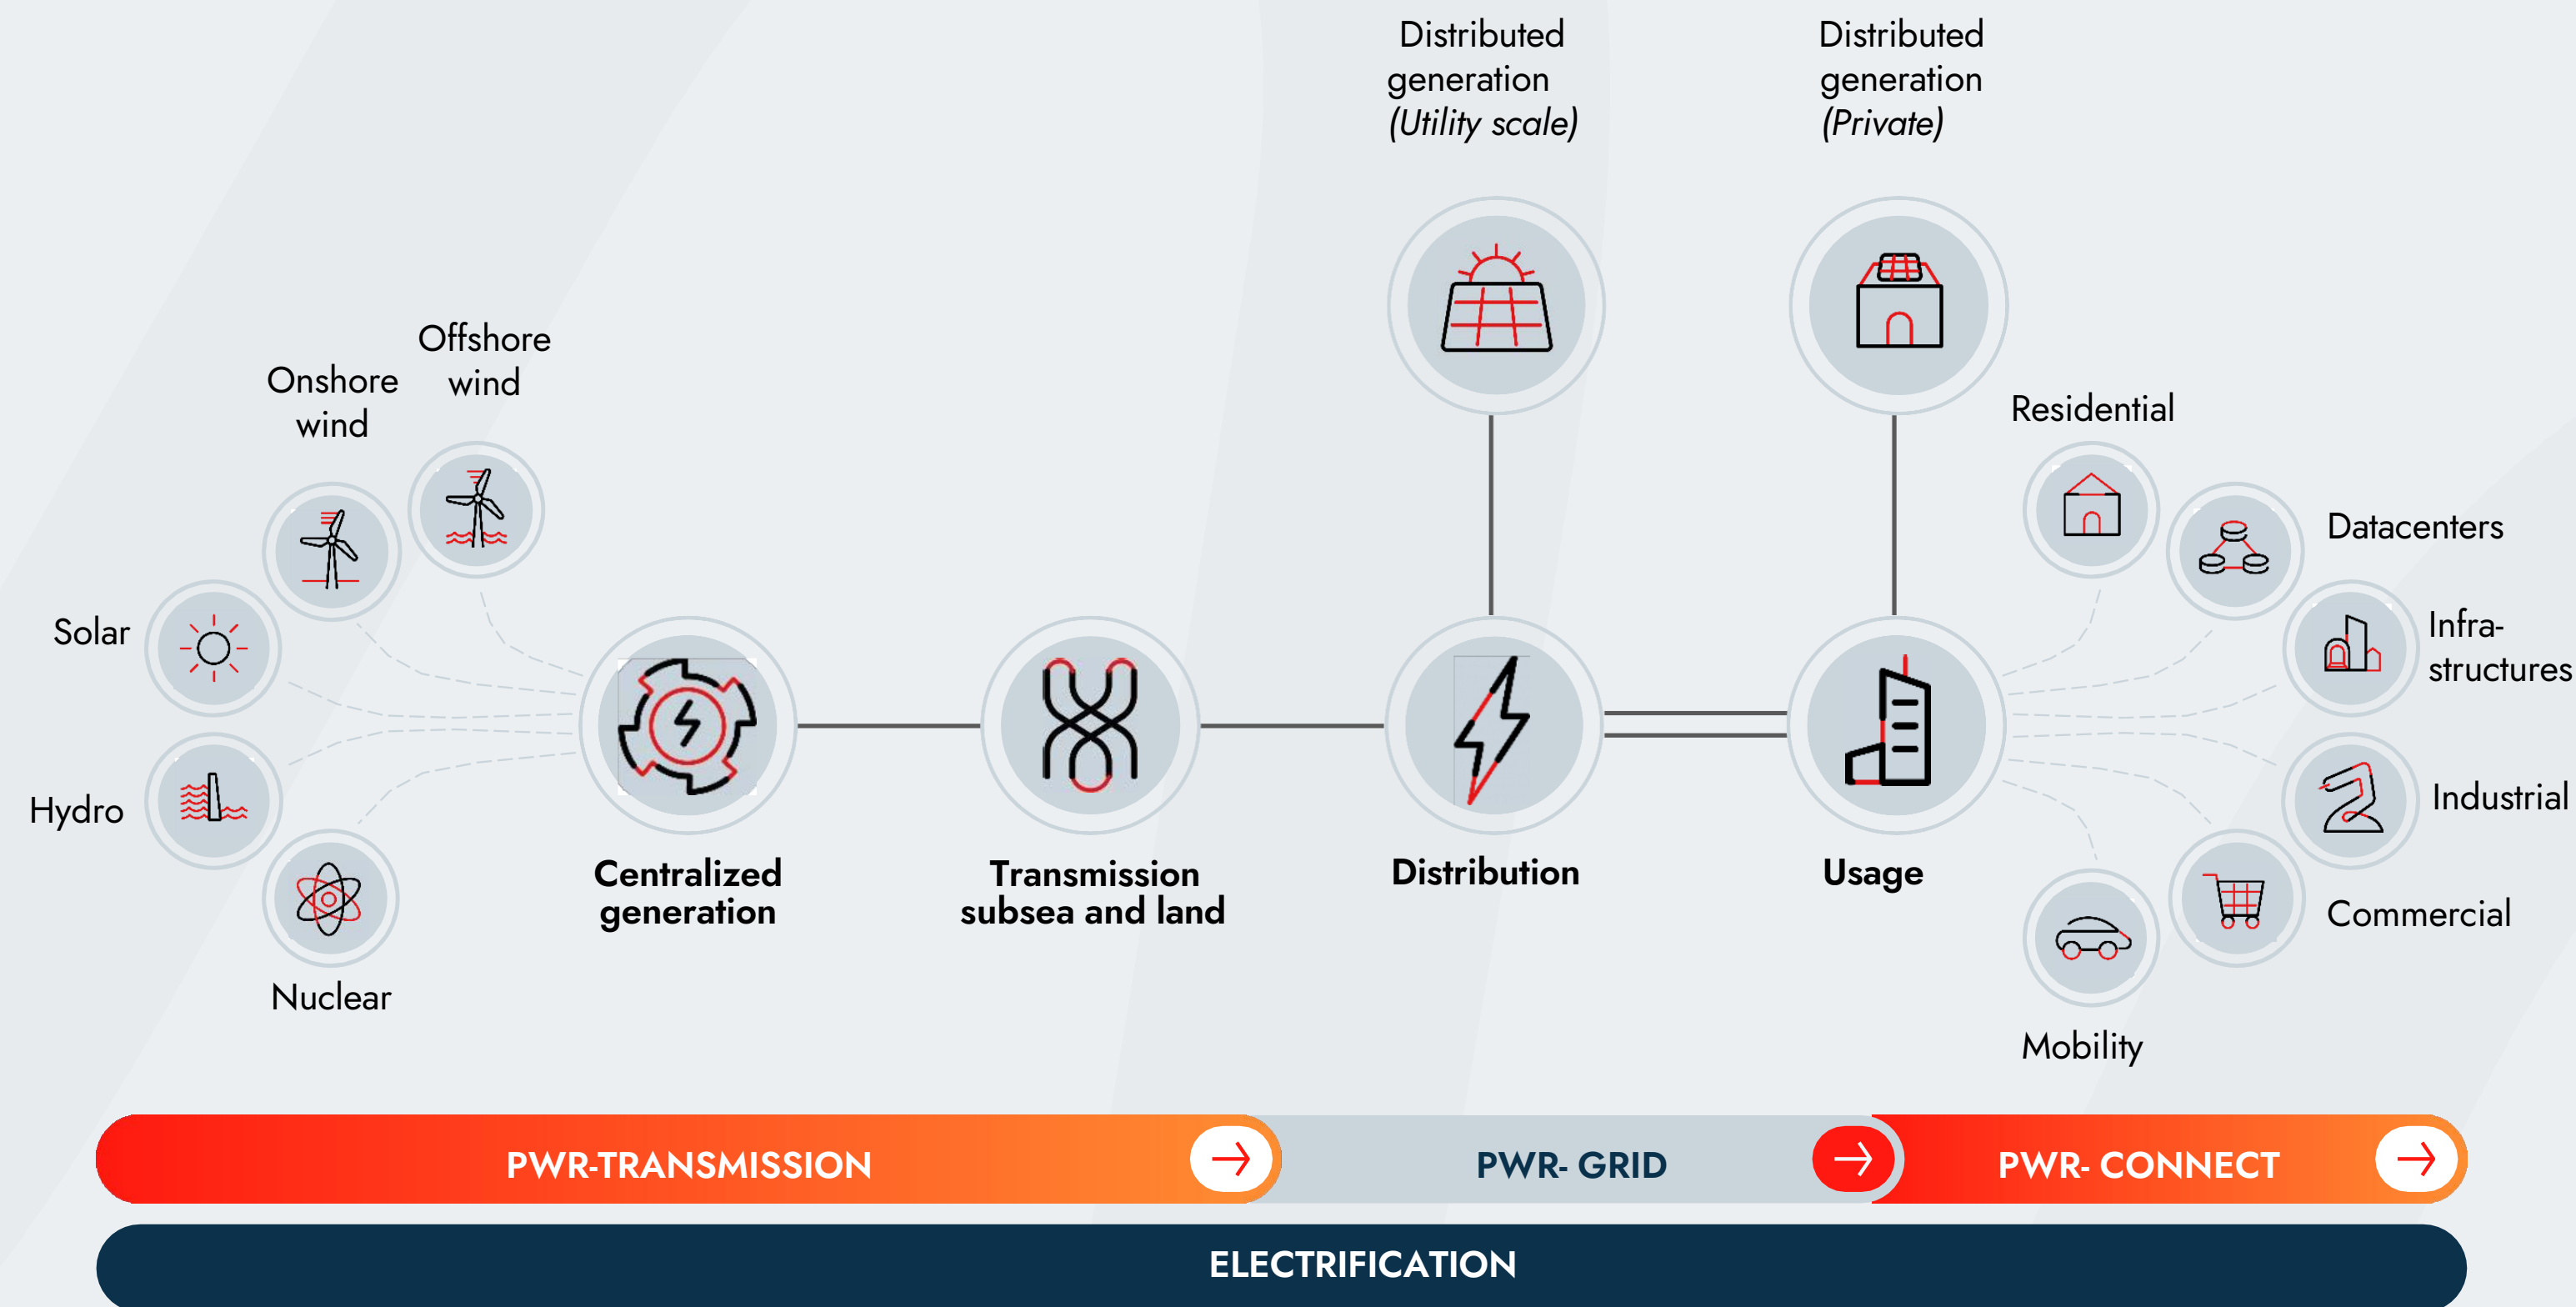 Distributed
generation
(Utility scale)
Distributed
generation
(Private)
Offshore
wind
Onshore
wind
Solar
Hydro
Nuclear
Residential
Datacenters
Infra-
structures
Industrial
Commercial
Mobility
Centralized
generation
Transmission
subsea and land
Distribution
Usage
PWR-TRANSMISSION
PWR- GRID
PWR- CONNECT
ELECTRIFICATION